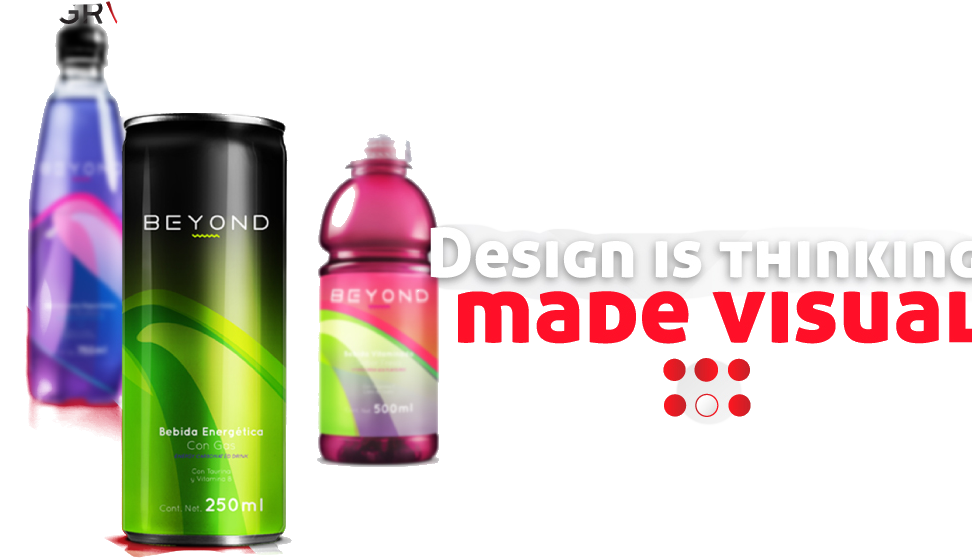 GR
BEYOND
BEYOND
Bebida Energética
Con Gas
Con Taurina
y Vitamina B
Cont. Net. 250ml
BEYOND
500ml
BEYOND
Design is thinking
made visual